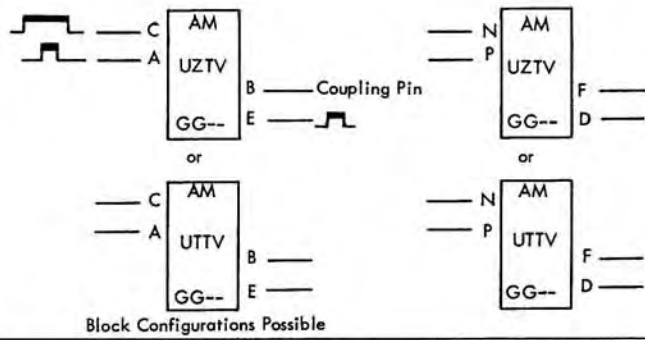 C AM
A UZTV
B Coupling Pin
GG-- E
or
C AM
A UTTV
B
GG-- E
Block Configurations Possible
N AM
P UZTV
F
GG-- D
or
N AM
P UTTV
F
GG-- D